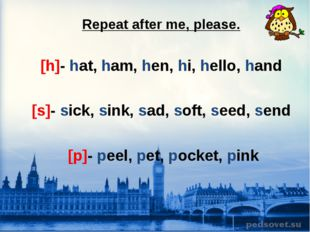 Repeat after me, please.
[h]- hat, ham, hen, hi, hello, hand
[s]- sick, sink, sad, soft, seed, send
[p]- peel, pet, pocket, pink
pedsovet.su